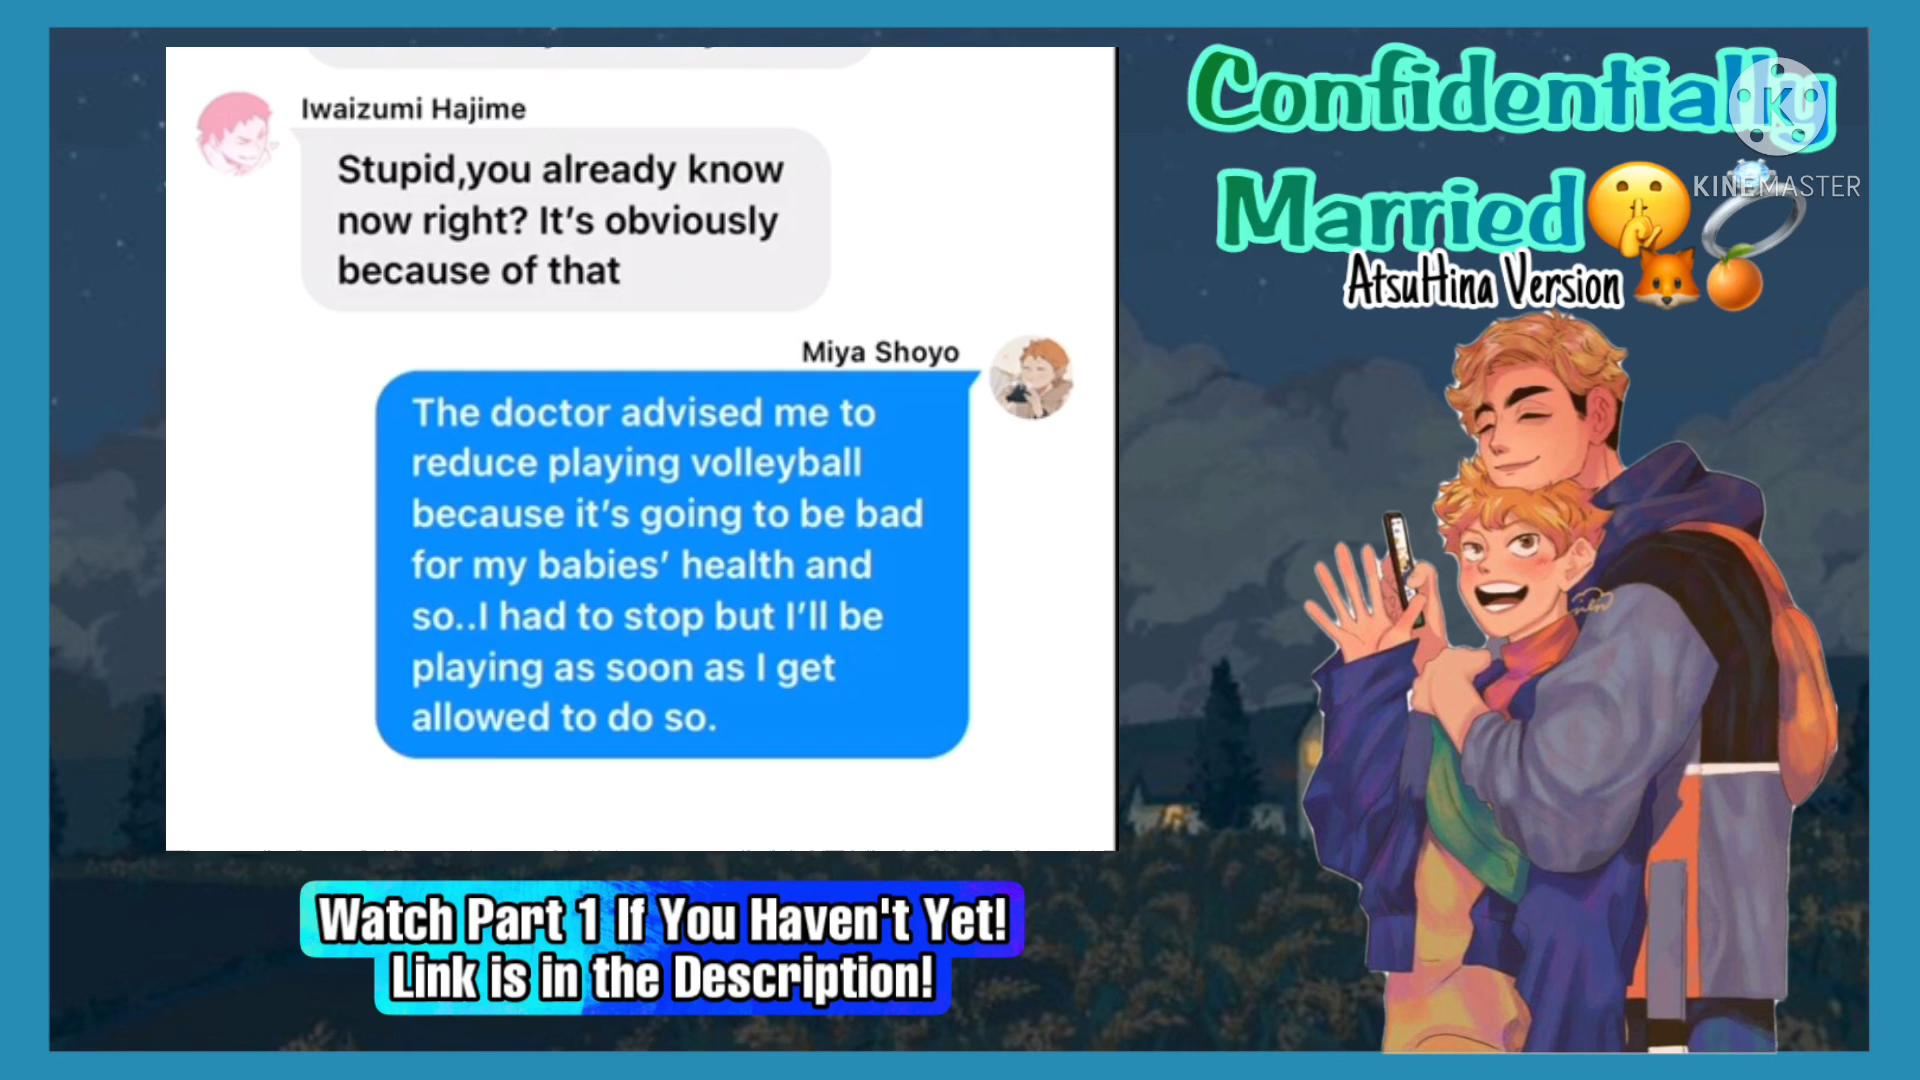 Iwaizumi Hajime
Stupid,you already know
now right? It's obviously
because of that
Miya Shoyo
The doctor advised me to
reduce playing volleyball
because it's going to be bad
for my babies' health and
so..I had to stop but I'll be
playing as soon as I get
allowed to do so.
Confidentially
Married
AtsuHina Version
K
KINEMASTER
Watch Part 1 If You Haven't Yet!
Link is in the Description!